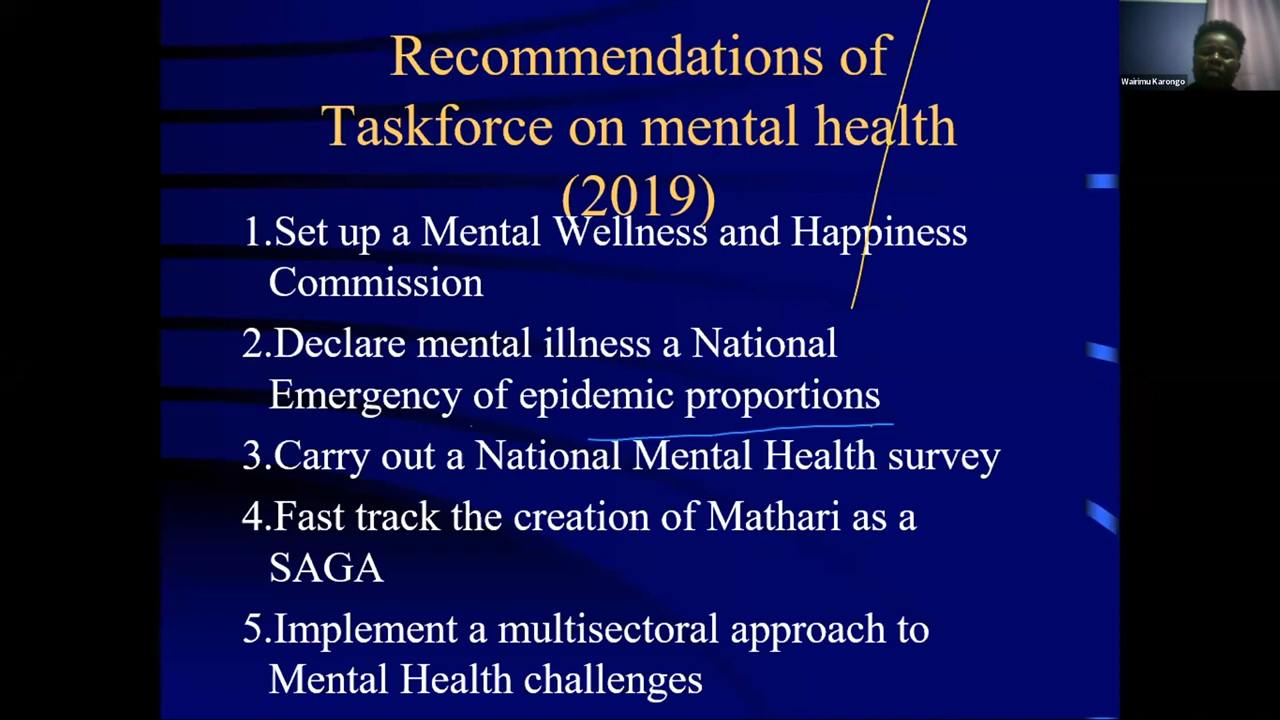 Recommendations of
Taskforce on mental health
(2019)
1.Set up a Mental Wellness and Happiness
Commission
2.Declare mental illness a National
Emergency of epidemic proportions
3.Carry out a National Mental Health survey
4.Fast track the creation of Mathari as a
SAGA
5.Implement a multisectoral approach to
Mental Health challenges
Wairimu Karongo